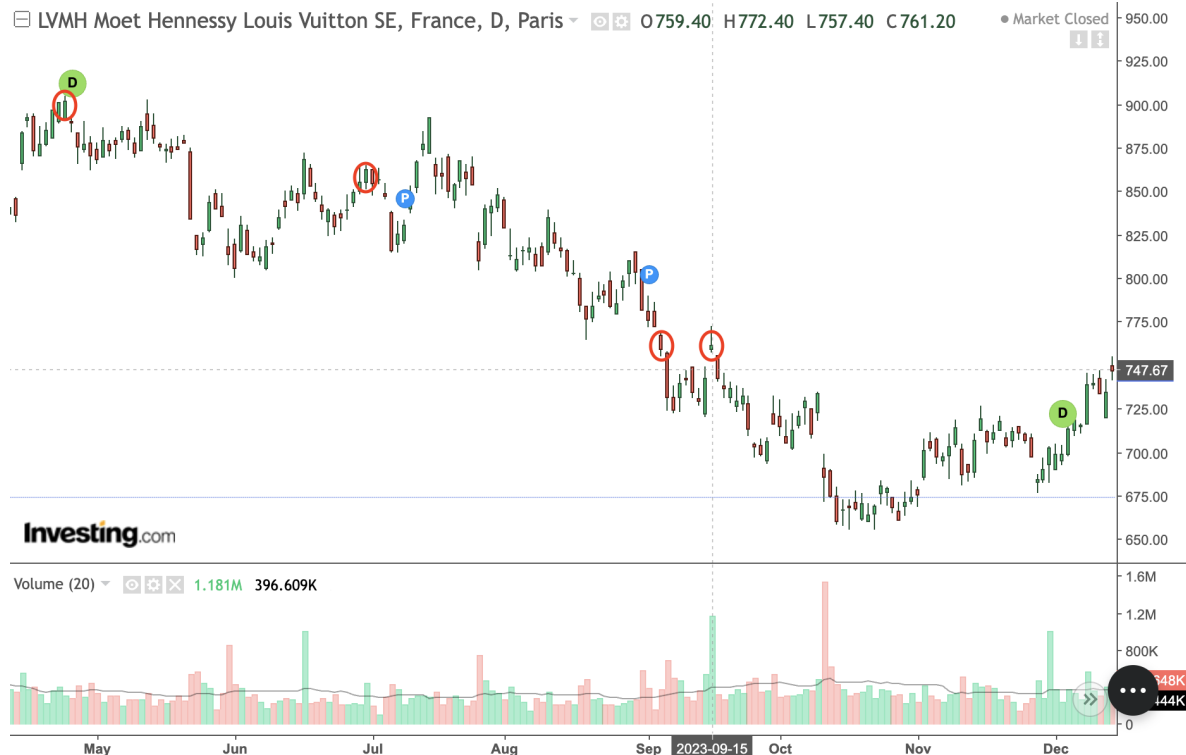 LVMH Moet Hennessy Louis Vuitton SE, France, D, Paris O759.40 H772.40 L757.40 C761.20 Market Closed
950.00
925.00
D
900.00
875.00
850.00
P
825.00
800.00
P
775.00
747.67
725.00
D
700.00
675.00
650.00
Investing.com
Volume (20) 1.181M 396.609K
1.6M
1.2M
800K
648K
444K
0
May Jun Jul Aug Sep 2023-09-15 Oct Nov Dec